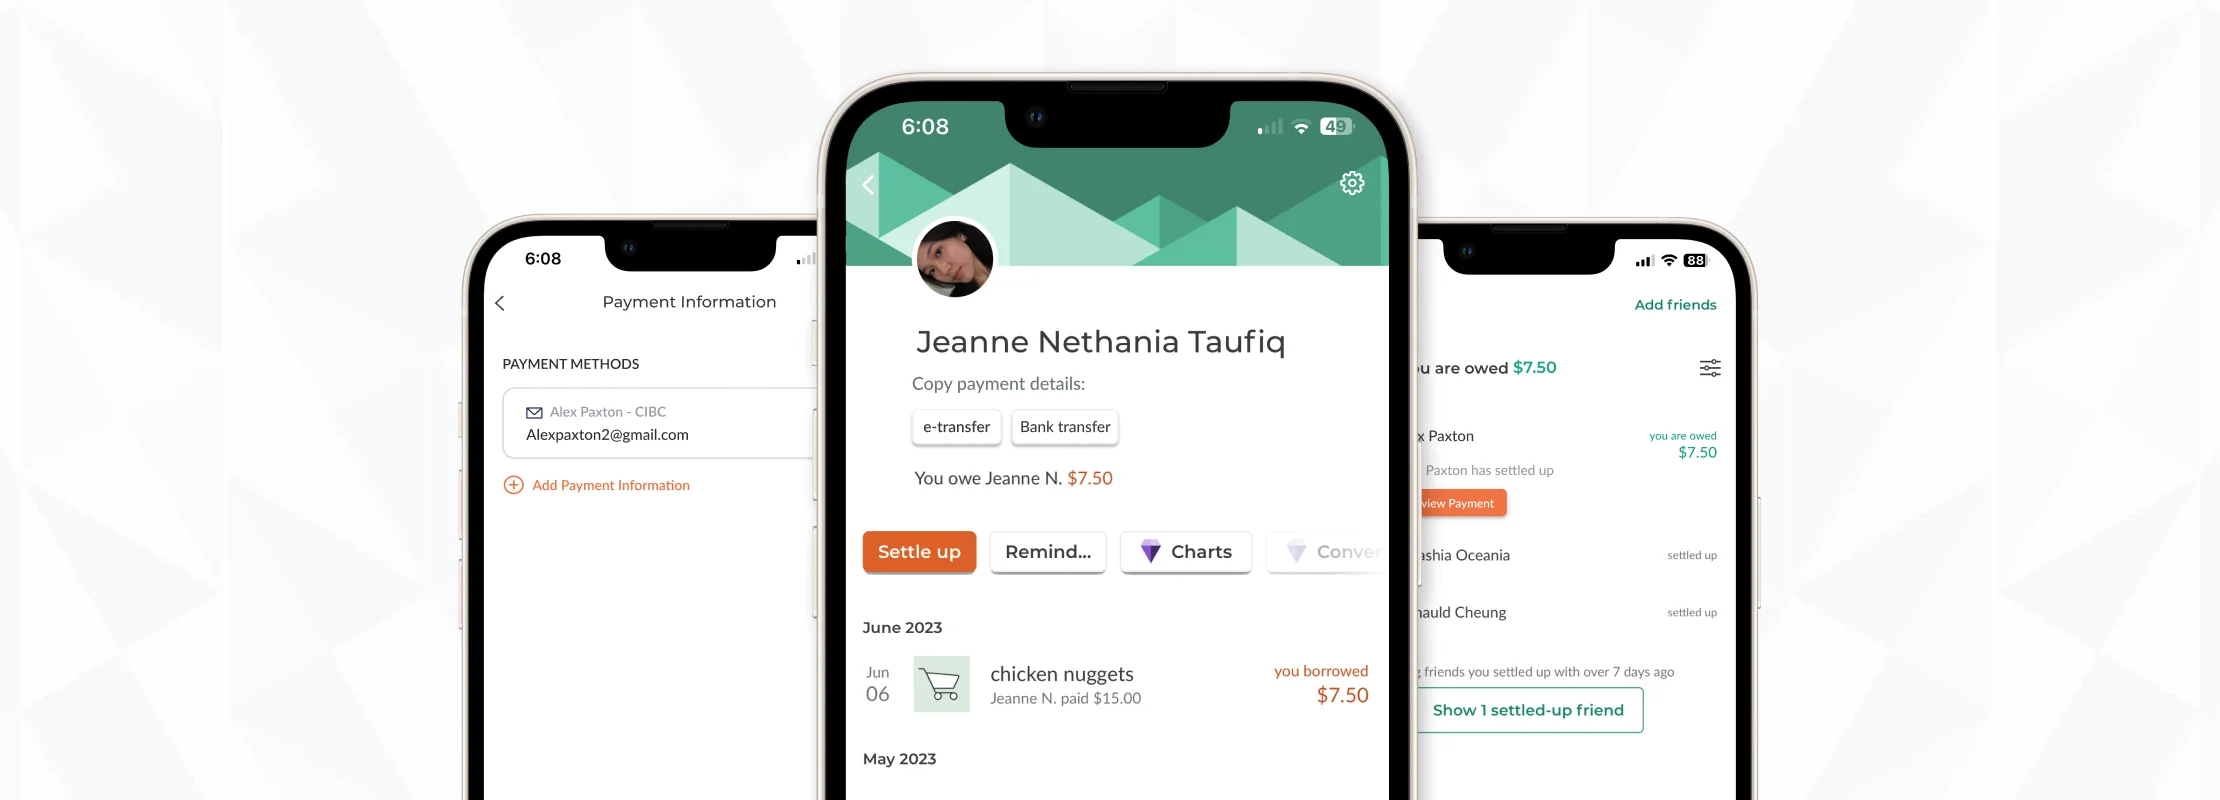 6:08
Payment Information
PAYMENT METHODS
Alex Paxton - CIBC
Alexpaxton2@gmail.com
Add Payment Information
6:08
49
Jeanne Nethania Taufiq
Copy payment details:
e-transfer
Bank transfer
You owe Jeanne N. $7.50
Settle up
Remind...
Charts
Conver
June 2023
Jun
06
chicken nuggets
Jeanne N. paid $15.00
you borrowed
$7.50
May 2023
88
Add friends
u are owed $7.50
x Paxton
you are owed
$7.50
Paxton has settled up
view Payment
ashia Oceania
settled up
nauld Cheung
settled up
g friends you settled up with over 7 days ago
Show 1 settled-up friend